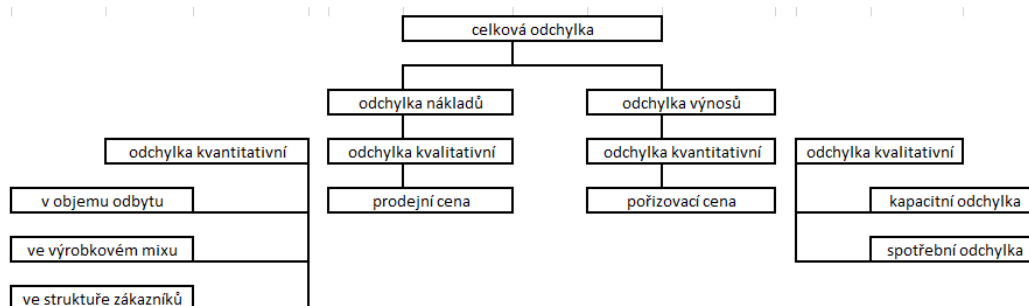 celková odchylka
odchylka nákladů
odchylka výnosů
odchylka kvantitativní
odchylka kvalitativní
odchylka kvantitativní
odchylka kvalitativní
v objemu odbytu
prodejní cena
pořizovací cena
kapacitní odchylka
ve výrobkovém mixu
spotřební odchylka
ve struktuře zákazníků